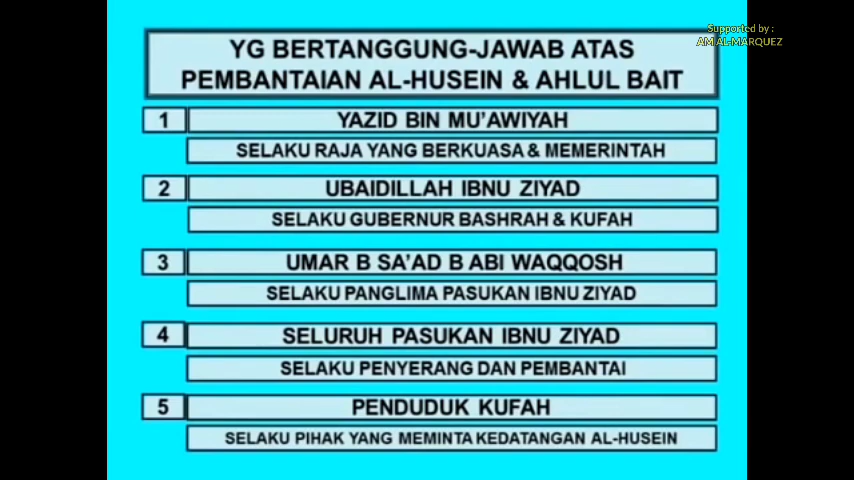 Supported by :
AMIAL-MARQUEZ
YG BERTANGGUNG-JAWAB ATAS
PEMBANTAIAN AL-HUSEIN & AHLUL BAIT
1 YAZID BIN MU'AWIYAH
SELAKU RAJA YANG BERKUASA & MEMERINTAH
2 UBAIDILLAH IBNU ZIYAD
SELAKU GUBERNUR BASHRAH & KUFAH
3 UMAR B SA'AD B ABI WAQQOSH
SELAKU PANGLIMA PASUKAN IBNU ZIYAD
4 SELURUH PASUKAN IBNU ZIYAD
SELAKU PENYERANG DAN PEMBANTAI
5 PENDUDUK KUFAH
SELAKU PIHAK YANG MEMINTA KEDATANGAN AL-HUSEIN